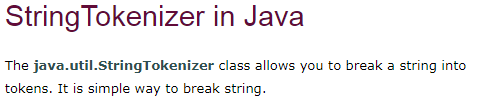 StringTokenizer in Java
The java.util.StringTokenizer class allows you to break a string into
tokens. It is simple way to break string.